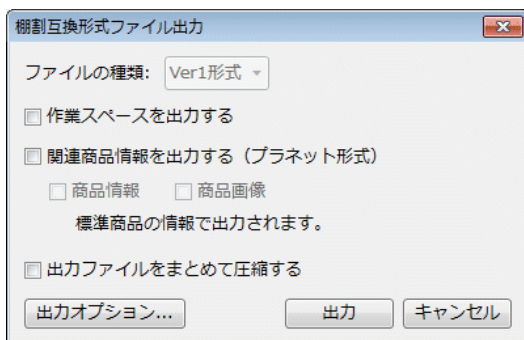 棚割互換形式ファイル出力
ファイルの種類: Ver1形式
作業スペースを出力する
関連商品情報を出力する（プラネット形式）
商品情報 商品画像
標準商品の情報で出力されます。
出力ファイルをまとめて圧縮する
出力オプション... 出力 キャンセル